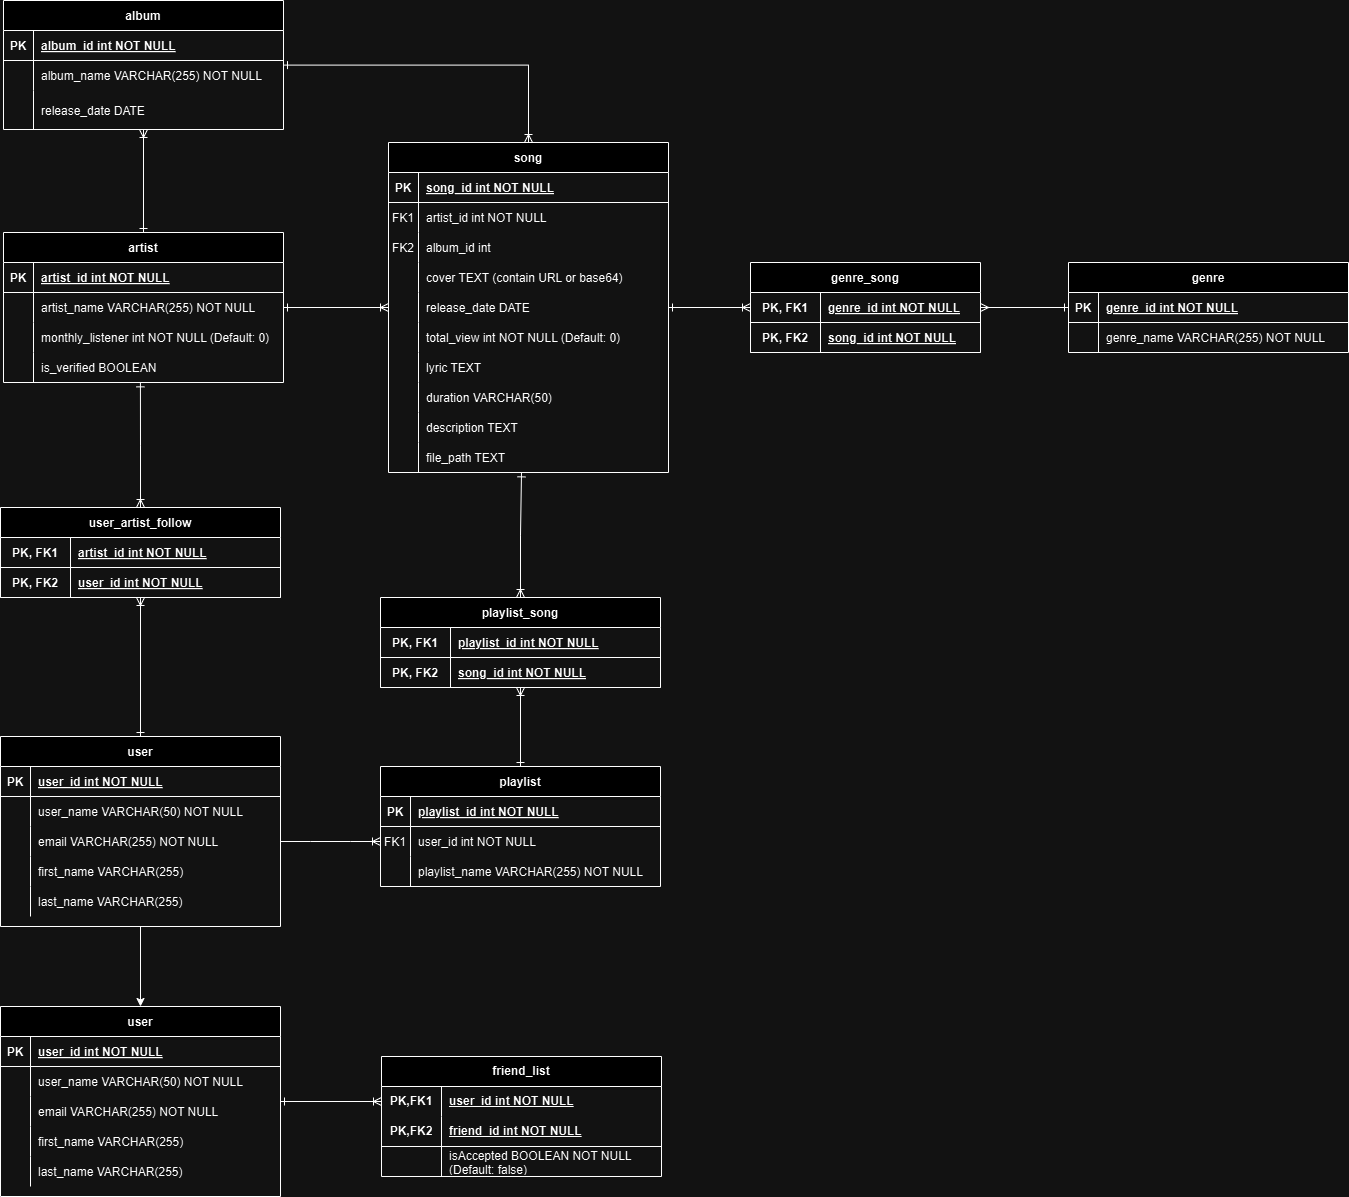 album
PK album_id int NOT NULL
album_name VARCHAR(255) NOT NULL
release_date DATE
song
PK song_id int NOT NULL
FK1 artist_id int NOT NULL
FK2 album_id int
cover TEXT (contain URL or base64)
release_date DATE
total_view int NOT NULL (Default: 0)
lyric TEXT
duration VARCHAR(50)
description TEXT
file_path TEXT
artist
PK artist_id int NOT NULL
artist_name VARCHAR(255) NOT NULL
monthly_listener int NOT NULL (Default: 0)
is_verified BOOLEAN
genre_song
PK, FK1 genre_id int NOT NULL
PK, FK2 song_id int NOT NULL
genre
PK genre_id int NOT NULL
genre_name VARCHAR(255) NOT NULL
user_artist_follow
PK, FK1 artist_id int NOT NULL
PK, FK2 user_id int NOT NULL
playlist_song
PK, FK1 playlist_id int NOT NULL
PK, FK2 song_id int NOT NULL
user
PK user_id int NOT NULL
user_name VARCHAR(50) NOT NULL
email VARCHAR(255) NOT NULL
first_name VARCHAR(255)
last_name VARCHAR(255)
playlist
PK playlist_id int NOT NULL
FK1 user_id int NOT NULL
playlist_name VARCHAR(255) NOT NULL
user
PK user_id int NOT NULL
user_name VARCHAR(50) NOT NULL
email VARCHAR(255) NOT NULL
first_name VARCHAR(255)
last_name VARCHAR(255)
friend_list
PK,FK1 user_id int NOT NULL
PK,FK2 friend_id int NOT NULL
isAccepted BOOLEAN NOT NULL
(Default: false)